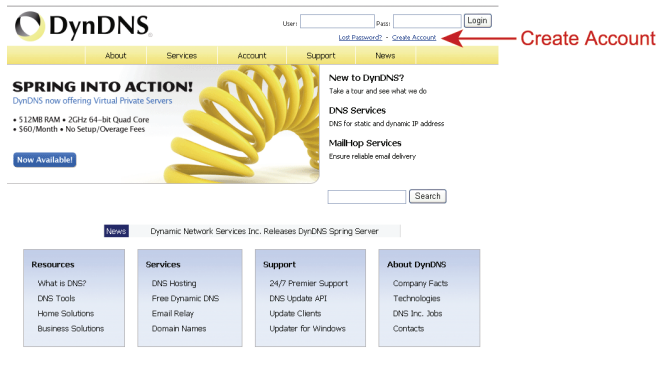 DynDNS
User: Pass: Login
Lost Password? - Create Account
Create Account
About Services Account Support News
SPRING INTO ACTION!
DynDNS now offering Virtual Private Servers
• 512MB RAM • 2GHz 64-bit Quad Core
• $60/Month • No Setup/Overage Fees
Now Available!
New to DynDNS?
Take a tour and see what we do
DNS Services
DNS for static and dynamic IP address
MailHop Services
Ensure reliable email delivery
Search
News Dynamic Network Services Inc. Releases DynDNS Spring Server
Resources
What is DNS?
DNS Tools
Home Solutions
Business Solutions
Services
DNS Hosting
Free Dynamic DNS
Email Relay
Domain Names
Support
24/7 Premier Support
DNS Update API
Update Clients
Updater for Windows
About DynDNS
Company Facts
Technologies
DNS Inc. Jobs
Contacts